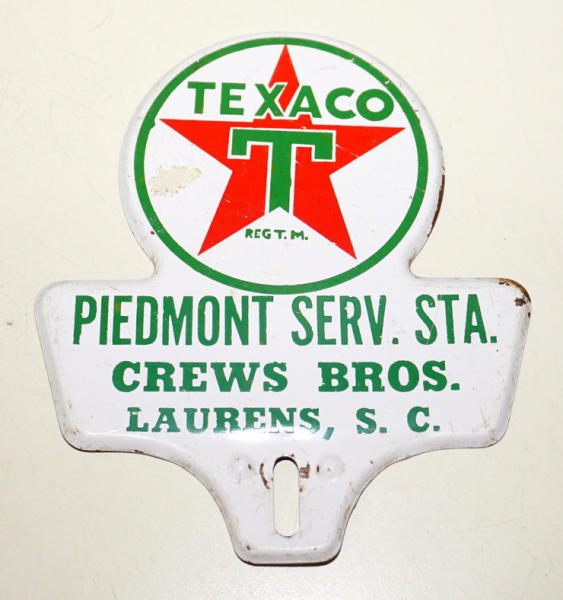 TEXACO
T
REG T. M.
PIEDMONT SERV. STA.
CREWS BROS.
LAURENS, S. C.